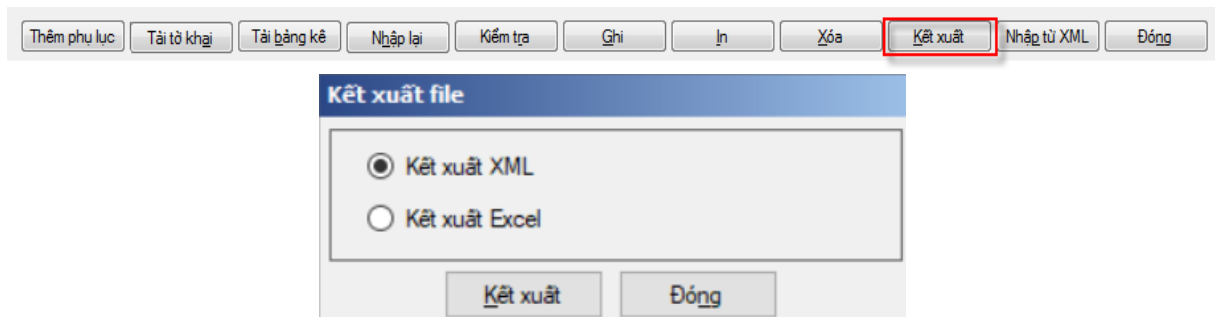 Thêm phụ lục Tải tờ khai Tải bảng kê Nhập lại Kiểm tra Ghi In Xóa Kết xuất Nhập từ XML Đóng
Kết xuất file
Kết xuất XML
Kết xuất Excel
Kết xuất Đóng